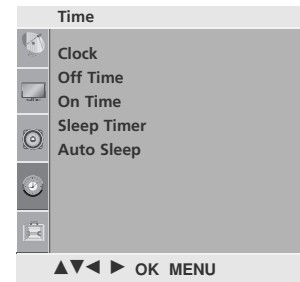 Time
Clock
Off Time
On Time
Sleep Timer
Auto Sleep
▲▼◄ ► OK MENU